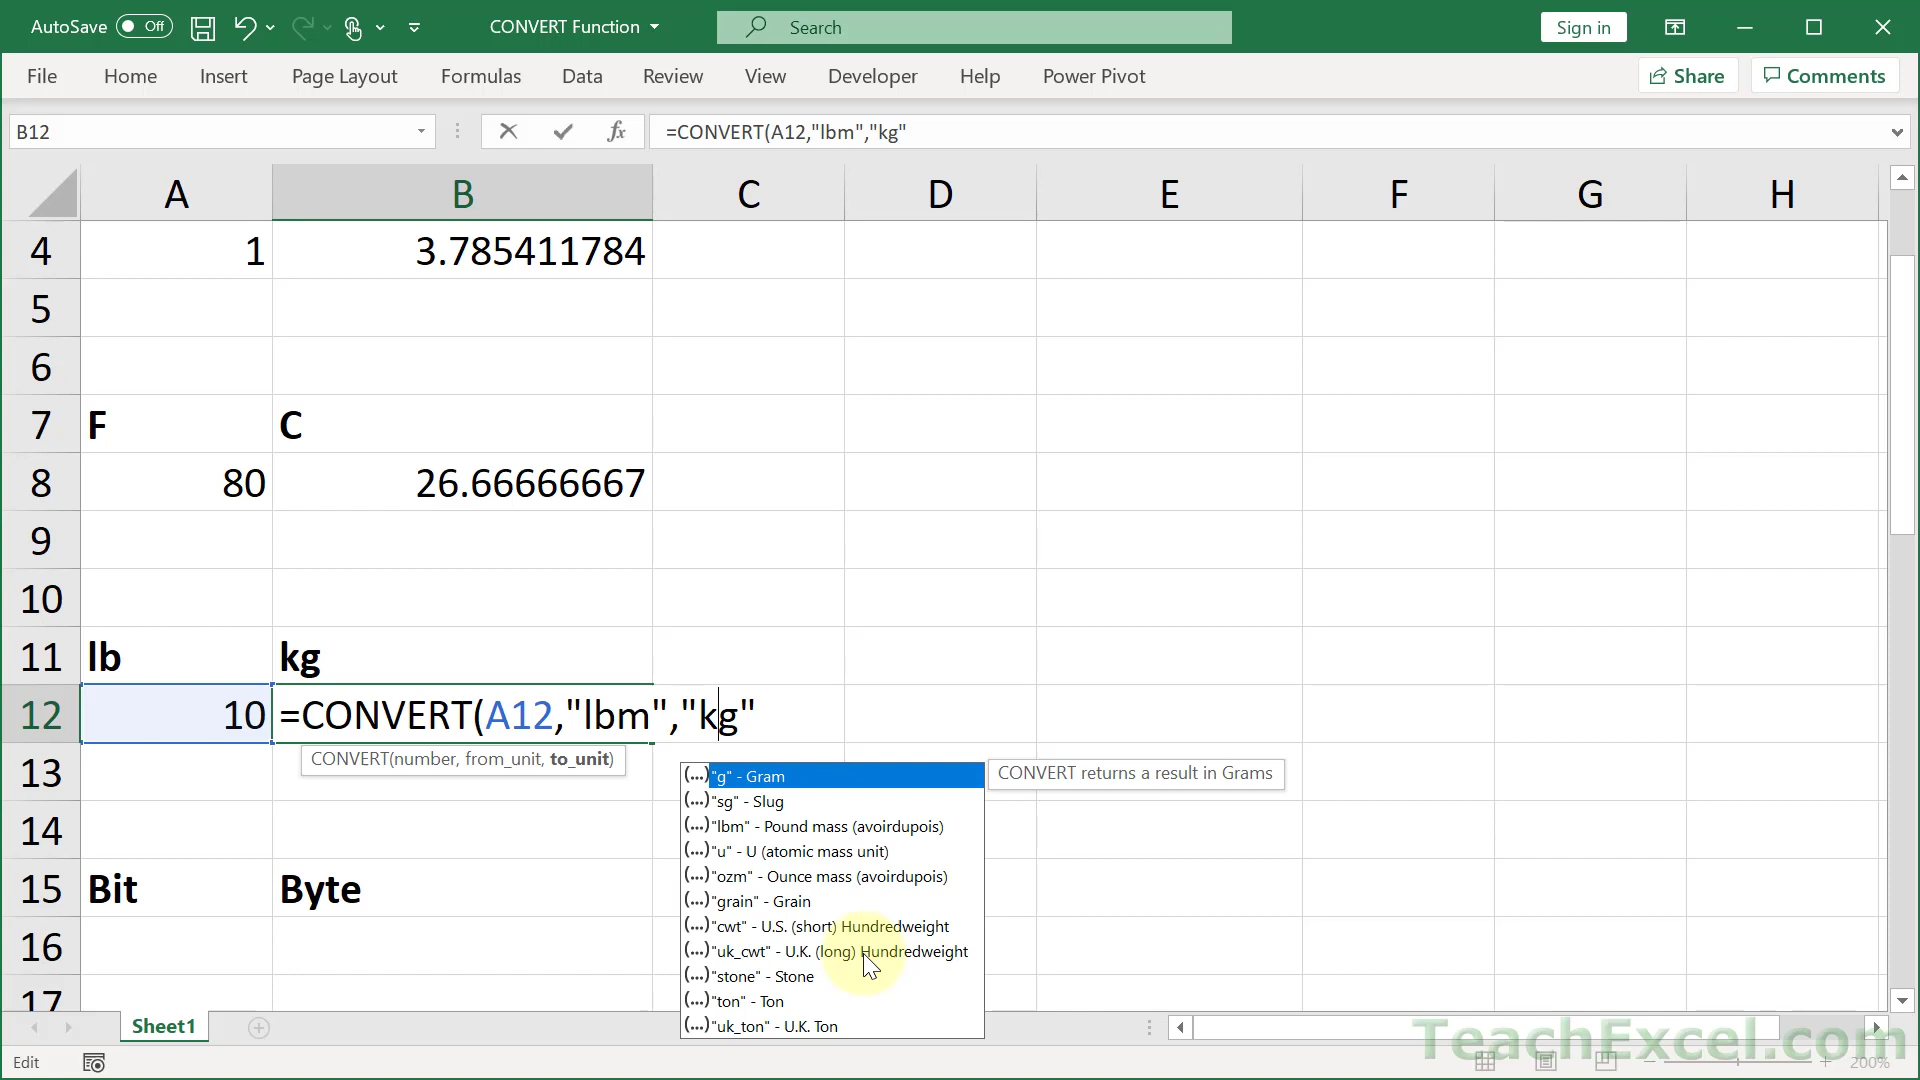 AutoSave Off CONVERT Function Search Sign in
File Home Insert Page Layout Formulas Data Review View Developer Help Power Pivot Share Comments
B12 fx =CONVERT(A12,"lbm","kg"
A B C D E F G H
4 1 3.785411784
5
6
7 F C
8 80 26.66666667
9
10
11 lb kg
12 10 =CONVERT(A12,"lbm","kg"
CONVERT(number, from_unit, to_unit)
13
(...) "g" - Gram CONVERT returns a result in Grams
(...) "sg" - Slug
14 (...) "lbm" - Pound mass (avoirdupois)
(...) "u" - U (atomic mass unit)
15 Bit Byte (...) "ozm" - Ounce mass (avoirdupois)
(...) "grain" - Grain
(...) "cwt" - U.S. (short) Hundredweight
16 (...) "uk_cwt" - U.K. (long) Hundredweight
(...) "stone" - Stone
17 (...) "ton" - Ton
(...) "uk_ton" - U.K. Ton
Sheet1
TeachExcel.com
Edit 200%